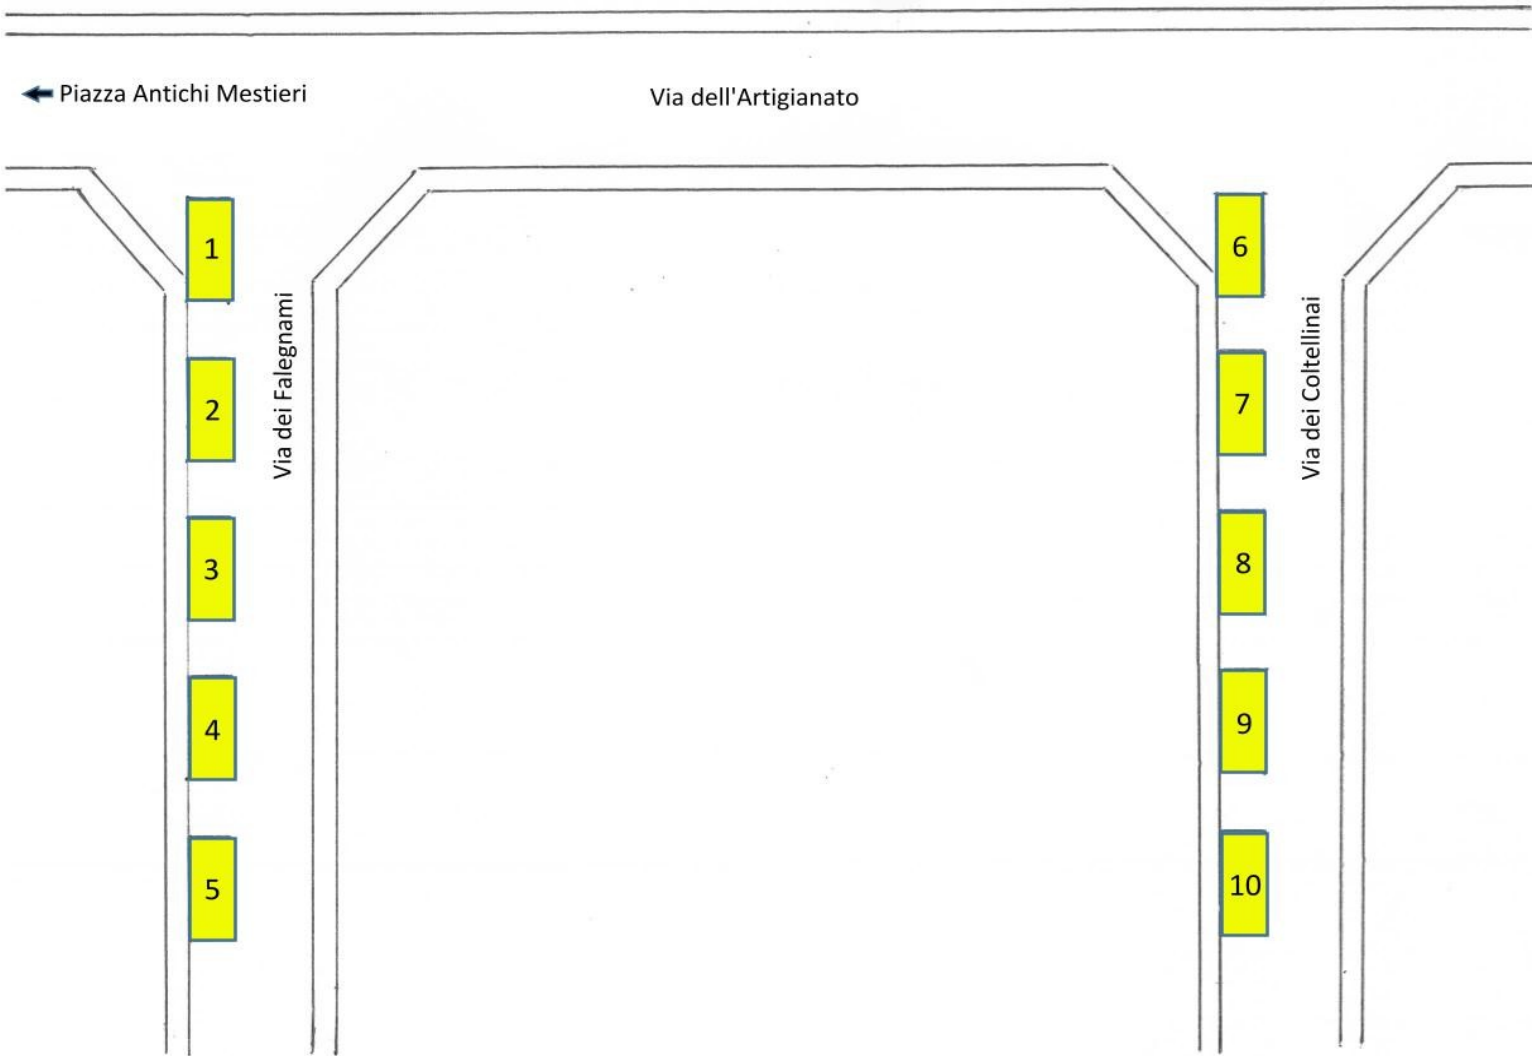 Piazza Antichi Mestieri
Via dell'Artigianato
1
2
3
4
5
Via dei Falegnami
6
7
8
9
10
Via dei Coltellinai